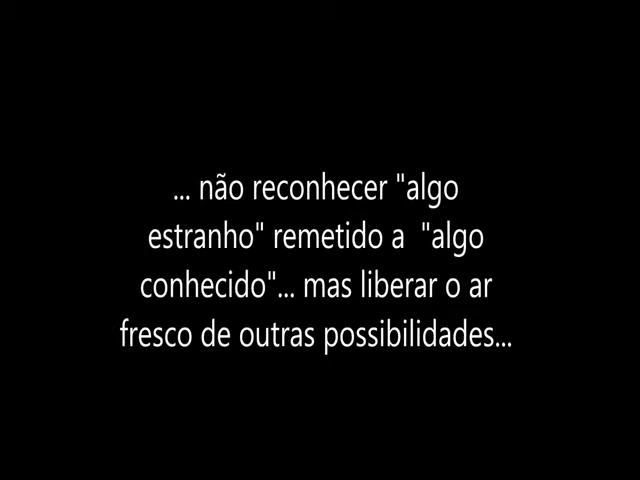 ... não reconhecer "algo
estranho" remetido a  "algo
conhecido"... mas liberar o ar
fresco de outras possibilidades...